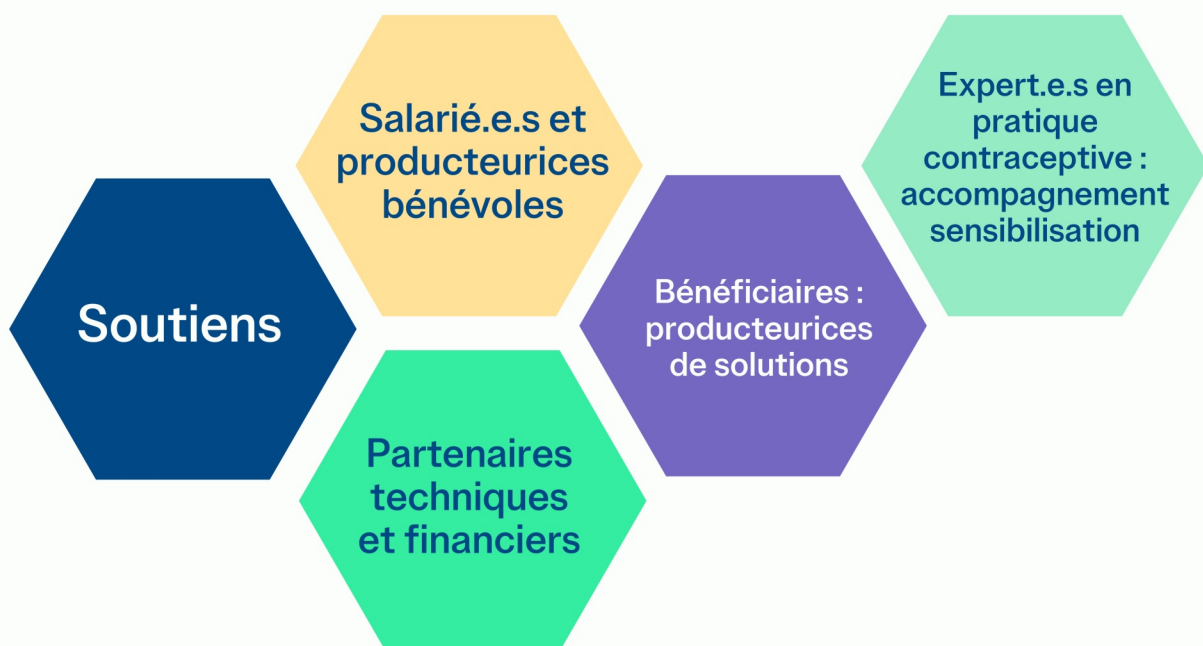 Soutiens
Salarié.e.s et
producteurices
bénévoles
Partenaires
techniques
et financiers
Bénéficiaires :
producteurices
de solutions
Expert.e.s en
pratique
contraceptive :
accompagnement
sensibilisation